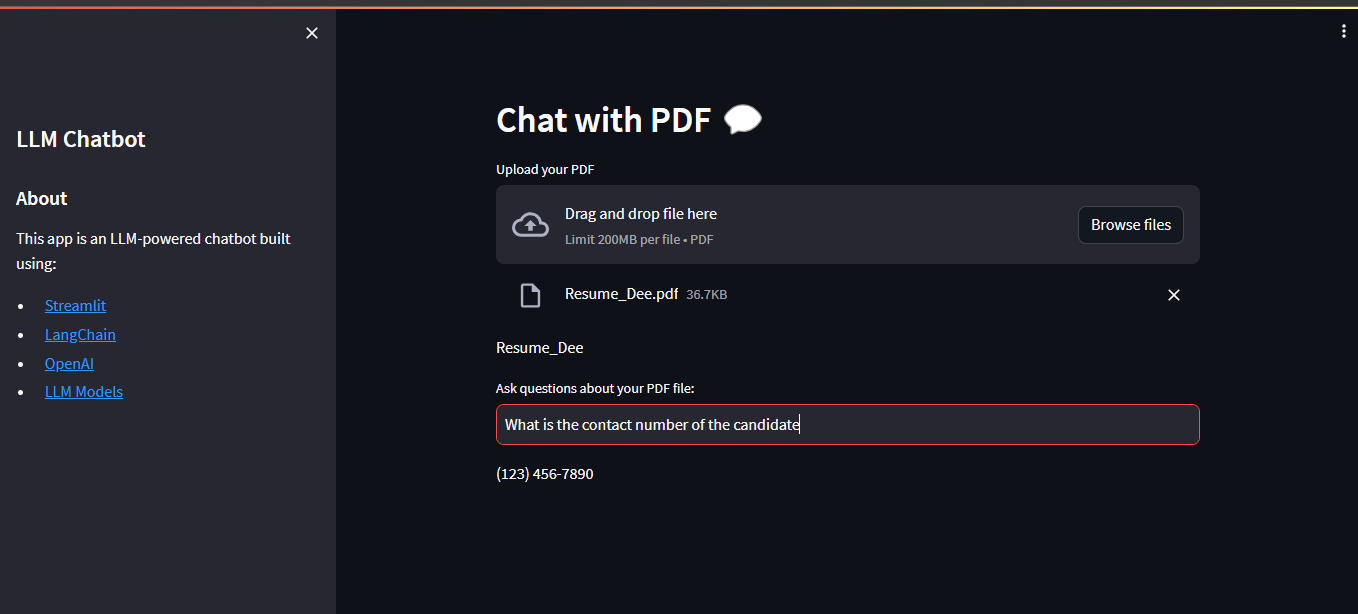 LLM Chatbot
About
This app is an LLM-powered chatbot built
using:
Streamlit
LangChain
OpenAI
LLM Models
Chat with PDF
Upload your PDF
Drag and drop file here
Limit 200MB per file • PDF
Browse files
Resume_Dee.pdf 36.7KB
Resume_Dee
Ask questions about your PDF file:
What is the contact number of the candidate
(123) 456-7890